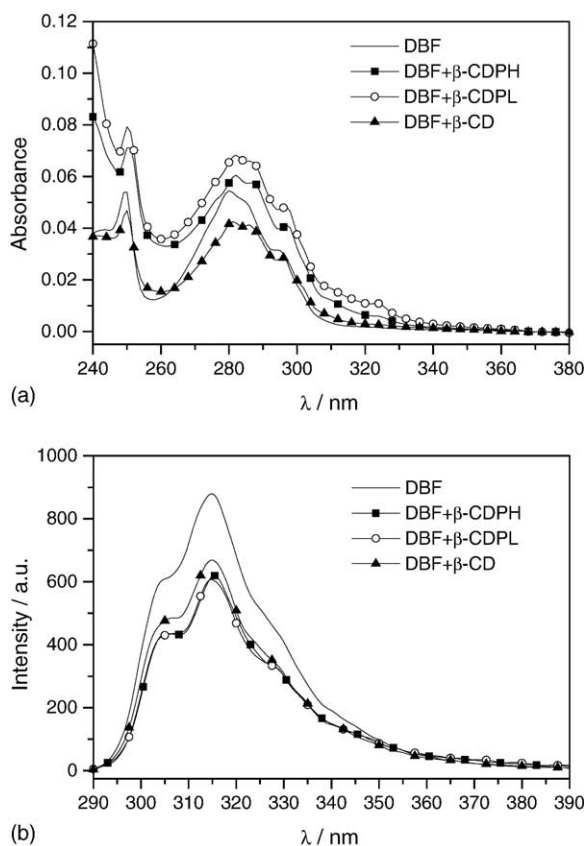 0.12
0.10
0.08
0.06
0.04
0.02
0.00
Absorbance
DBF
DBF+β-CDPH
DBF+β-CDPL
DBF+β-CD
240 260 280 300 320 340 360 380
(a)
λ / nm
1000
800
600
400
200
0
Intensity / a.u.
DBF
DBF+β-CDPH
DBF+β-CDPL
DBF+β-CD
290 300 310 320 330 340 350 360 370 380 390
(b)
λ / nm